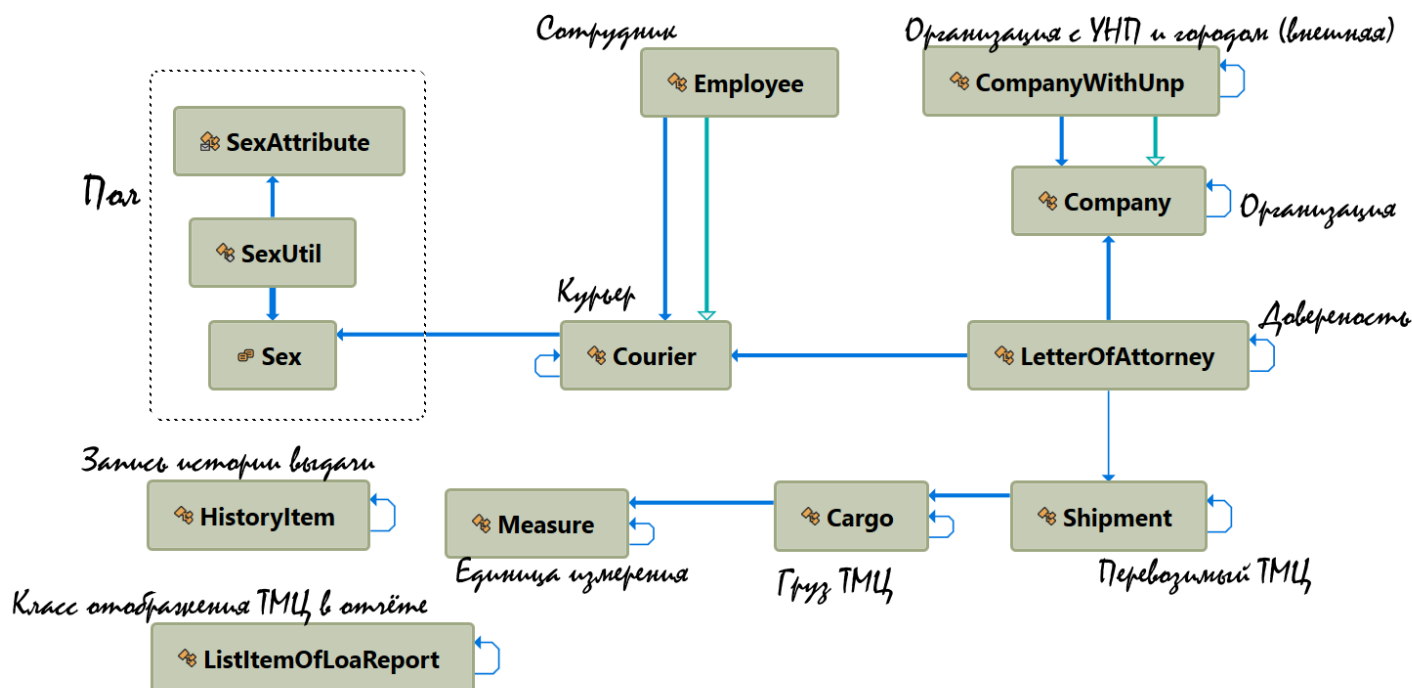 Сотрудник
Организация с УНП и городом (внешняя)
Employee
CompanyWithUnp
SexAttribute
Пол
Company
Организация
SexUtil
Курьер
Довереность
Sex
Courier
LetterOfAttorney
Запись истории выдачи
HistoryItem
Measure
Cargo
Shipment
Единица измерения
Груз ТМЦ
Перевозимый ТМЦ
Класс отображения ТМЦ в отчёте
ListItemOfLoaReport